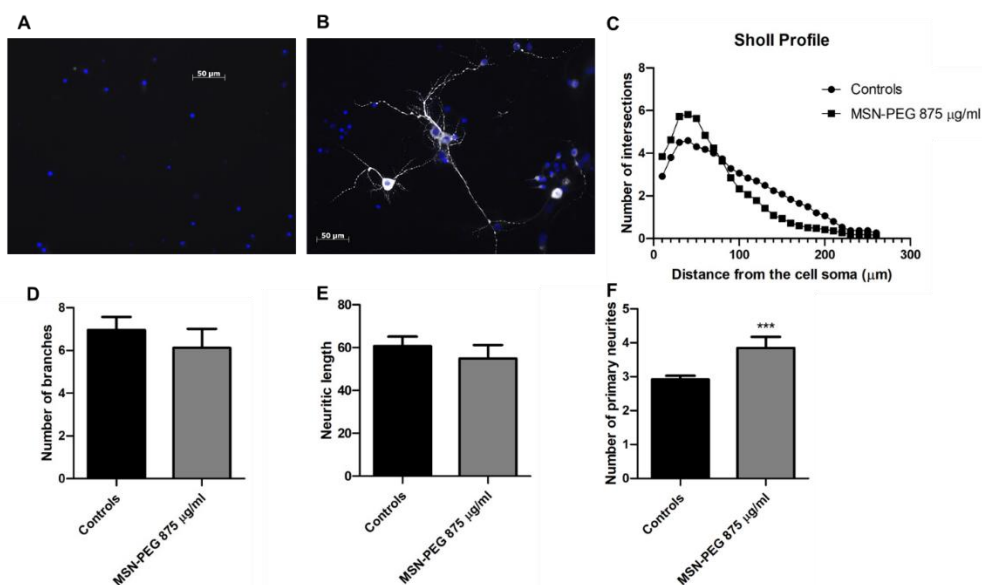 A
50 µm
B
50 µm
C
Sholl Profile
Number of intersections
8
6
4
2
0
0
100
200
300
Distance from the cell soma (µm)
Controls
MSN-PEG 875 µg/ml
D
Number of branches
8
6
4
2
0
Controls
MSN-PEG 875 µg/ml
E
Neuritic length
80
60
40
20
0
Controls
MSN-PEG 875 µg/ml
F
Number of primary neurites
5
4
3
2
1
0
***
Controls
MSN-PEG 875 µg/ml